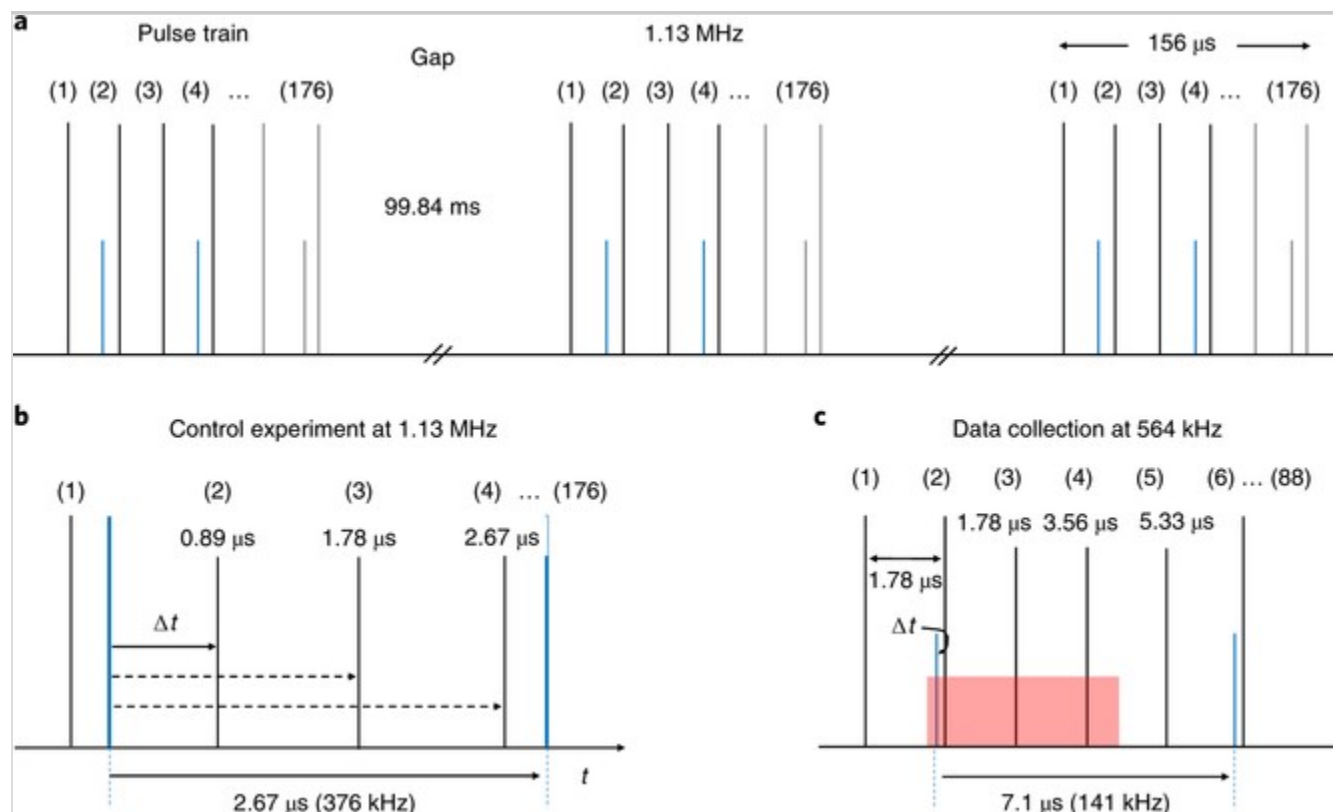 a
Pulse train
Gap
1.13 MHz
156 μs
(1) (2) (3) (4) ... (176)
(1) (2) (3) (4) ... (176)
(1) (2) (3) (4) ... (176)
99.84 ms
b
Control experiment at 1.13 MHz
(1) (2) (3) (4) ... (176)
0.89 μs 1.78 μs 2.67 μs
Δt
t
2.67 μs (376 kHz)
c
Data collection at 564 kHz
(1) (2) (3) (4) (5) (6) ... (88)
1.78 μs 3.56 μs 5.33 μs
1.78 μs
Δt
7.1 μs (141 kHz)